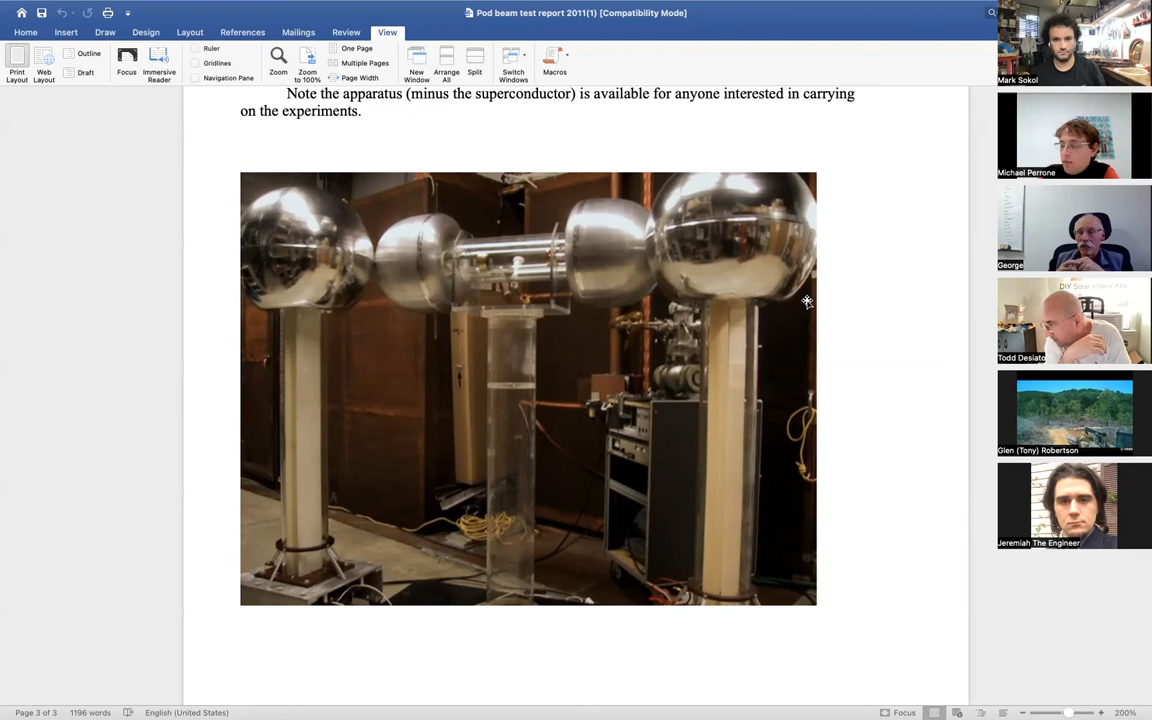 Pod beam test report 2011(1) [Compatibility Mode]
Home Insert Draw Design Layout References Mailings Review View
Print Layout
Web Layout
Outline
Draft
Focus
Immersive Reader
Ruler
Gridlines
Navigation Pane
Zoom
Zoom to 100%
One Page
Multiple Pages
Page Width
New Window
Arrange All
Split
Switch Windows
Macros
Note the apparatus (minus the superconductor) is available for anyone interested in carrying
on the experiments.
Mark Sokol
Michael Perrone
George
DIY Solar Power Kits
Todd Desiato
Glen (Tony) Robertson
Jeremiah The Engineer
Page 3 of 3 1196 words English (United States) Focus 200%